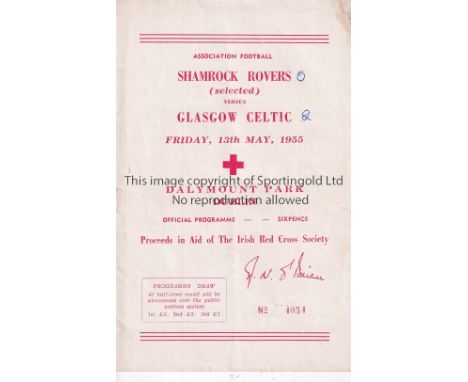 ASSOCIATION FOOTBALL
SHAMROCK ROVERS 0
(selected)
VERSUS
GLASGOW CELTIC 2
FRIDAY, 13th MAY, 1955
This image copyright of Sportingold Ltd
DALYMOUNT PARK
No reproduction allowed
DUBLIN
OFFICIAL PROGRAMME — — SIXPENCE
Proceeds in Aid of The Irish Red Cross Society
PROGRAMME DRAW
At half-time result will be
announced over the public
address system
1st £5; 2nd £2; 3rd £1
No 4054